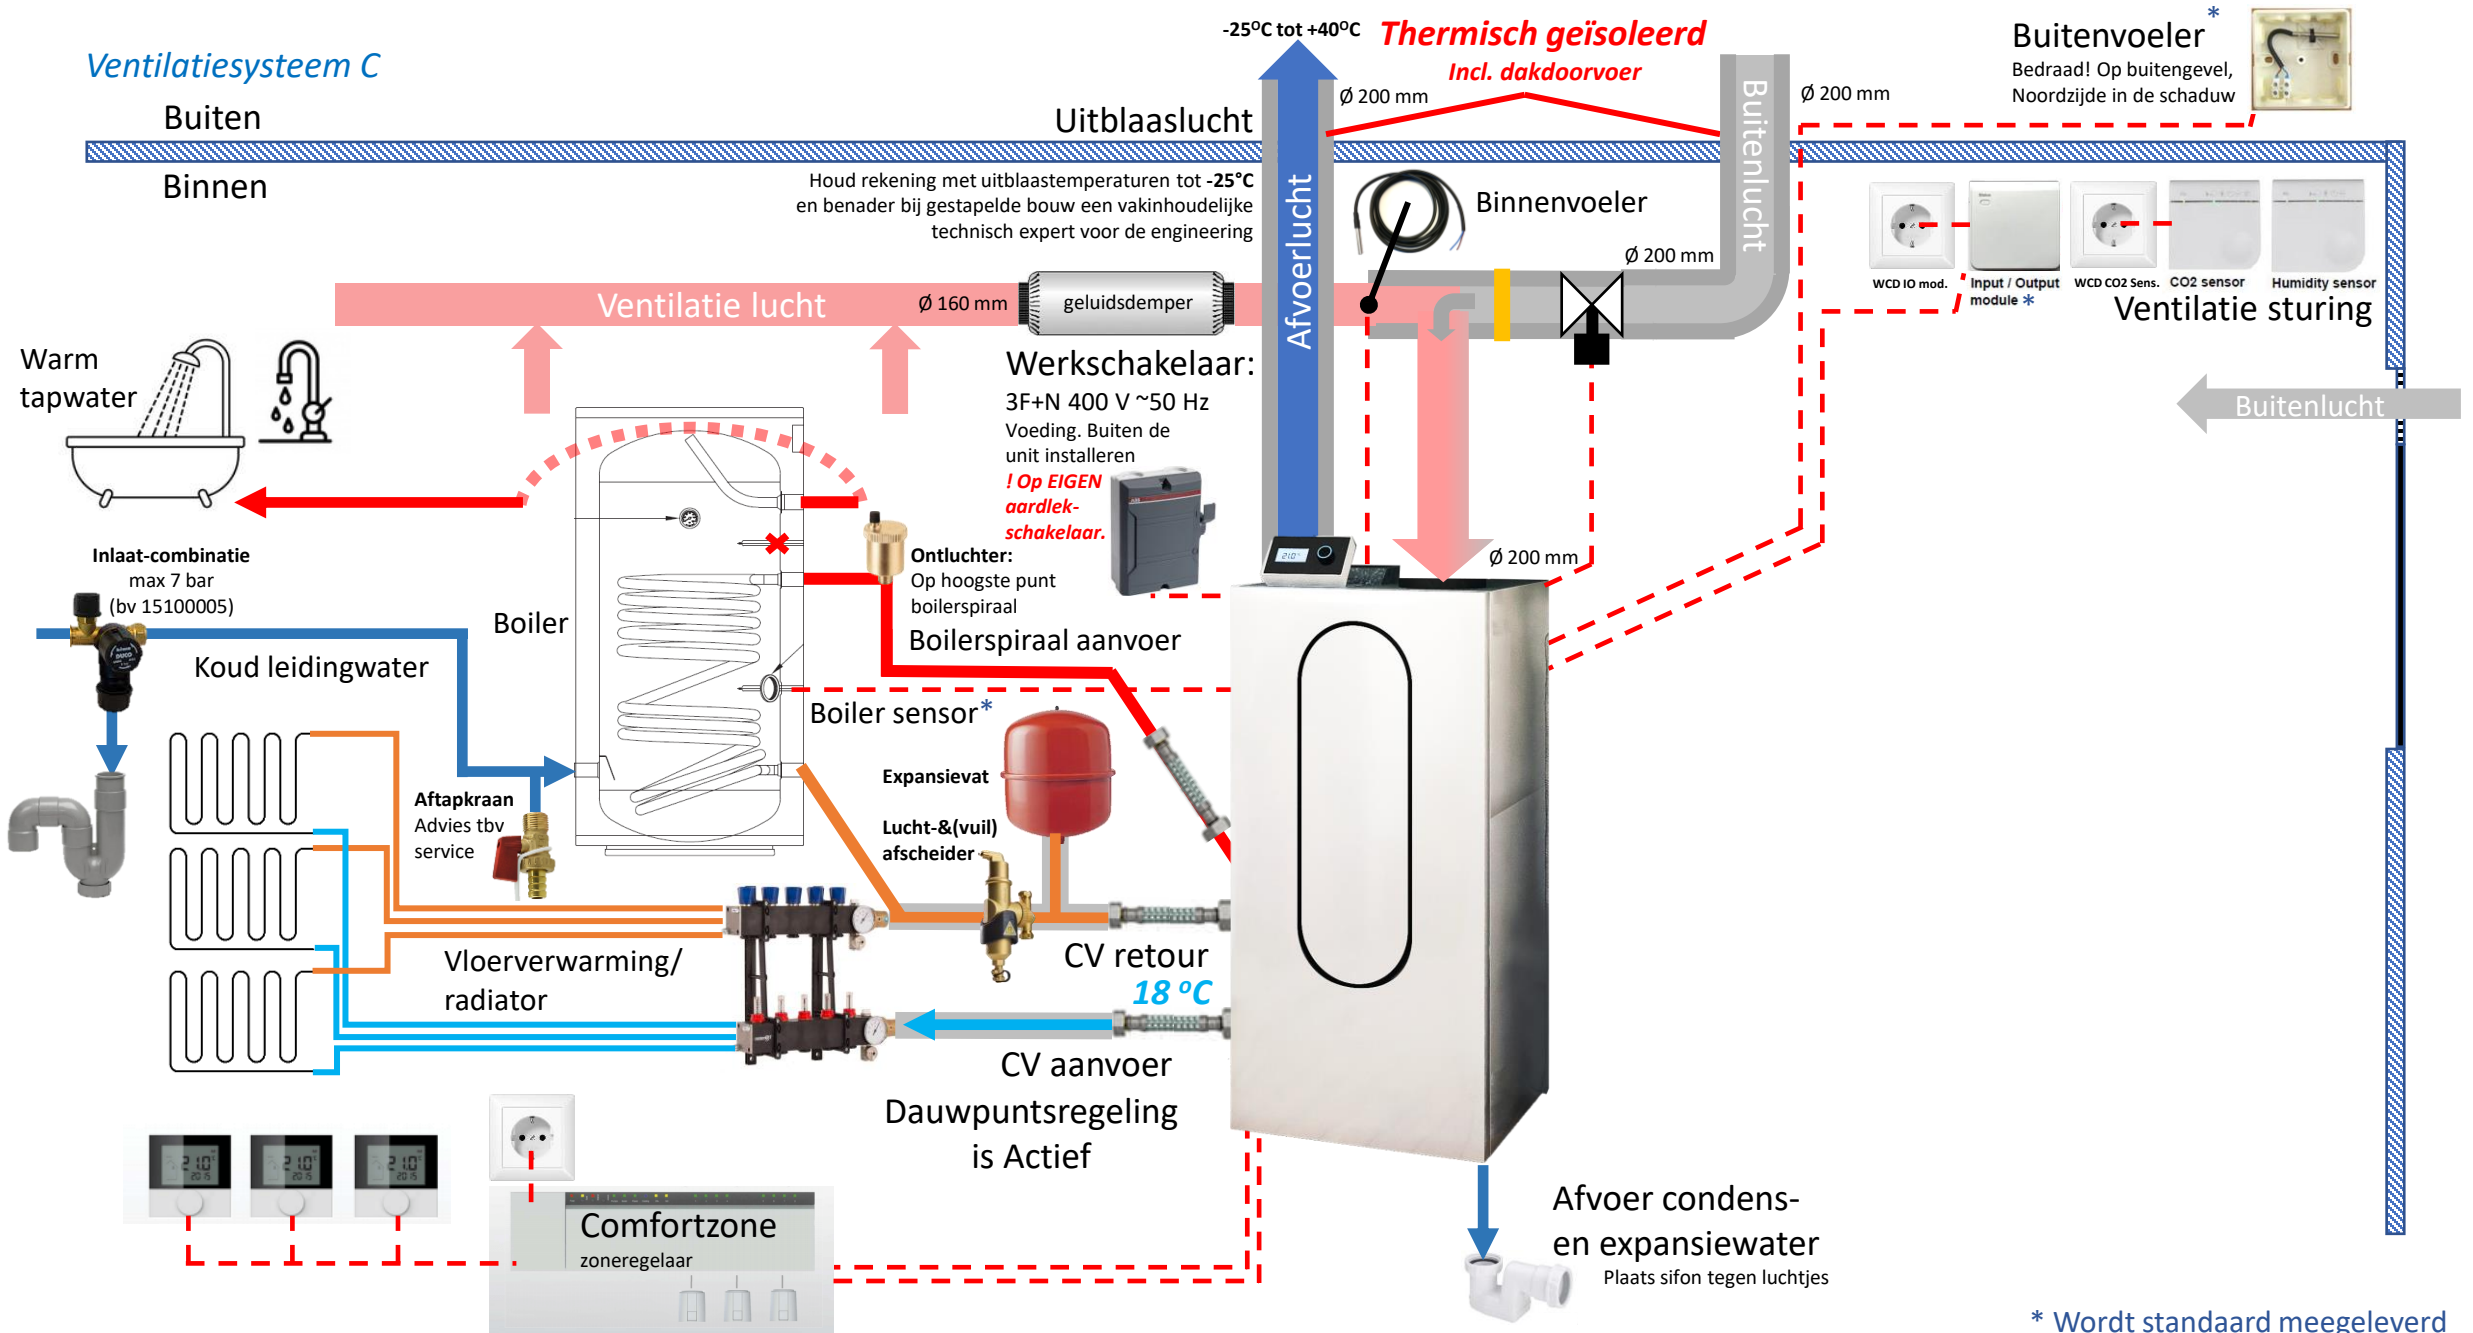 Ventilatiesysteem C
Buiten
Binnen
-25°C tot +40°C
Thermisch geïsoleerd
Incl. dakdoorvoer
Ø 200 mm
Uitblaaslucht
Buitenlucht
Ø 200 mm
Buitenvoeler *
Bedraad! Op buitengevel,
Noordzijde in de schaduw
Houd rekening met uitblaastemperaturen tot -25°C
en benader bij gestapelde bouw een vakinhoudelijke
technisch expert voor de engineering
Afvoerlucht
Binnenvoeler
Ø 200 mm
WCD IO mod.
Input / Output
module *
WCD CO2 Sens.
CO2 sensor
Humidity sensor
Ventilatie sturing
Ventilatie lucht
Ø 160 mm
geluidsdemper
Buitenlucht
Warm
tapwater
Werkschakelaar:
3F+N 400 V ~50 Hz
Voeding. Buiten de
unit installeren
! Op EIGEN
aardlek-
schakelaar.
Ø 200 mm
Inlaat-combinatie
max 7 bar
(bv 15100005)
Ontluchter:
Op hoogste punt
boilerspiraal
Boiler
Boilerspiraal aanvoer
Koud leidingwater
Boiler sensor*
Expansievat
Aftapkraan
Advies tbv
service
Lucht-&(vuil)
afscheider
Vloerverwarming/
radiator
CV retour
18 °C
CV aanvoer
Dauwpuntsregeling
is Actief
21.0
21.0
21.0
Comfortzone
zoneregelaar
Afvoer condens-
en expansiewater
Plaats sifon tegen luchtjes
* Wordt standaard meegeleverd